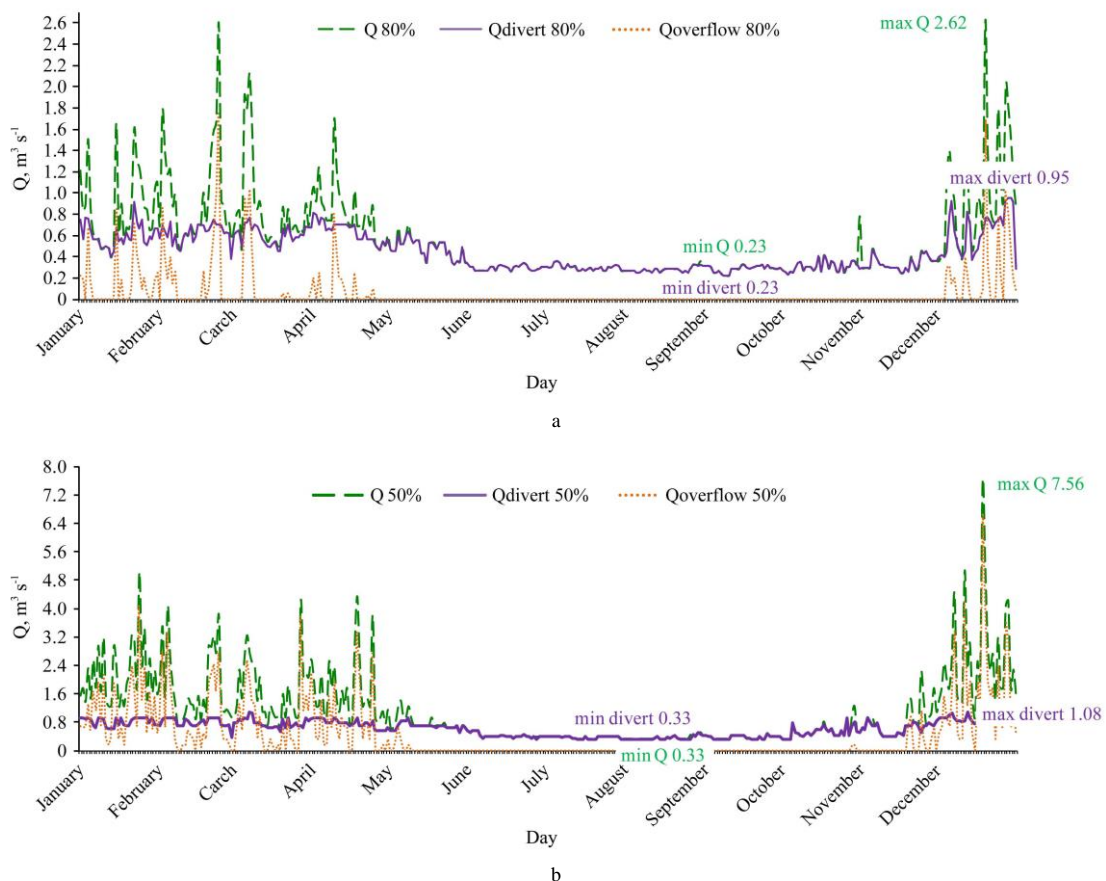 2.6
2.4
2.2
2.0
1.8
1.6
1.4
1.2
1.0
0.8
0.6
0.4
0.2
0
Q, m³ s⁻¹
Q 80% Qdivert 80% Qoverflow 80%
max Q 2.62
max divert 0.95
min Q 0.23
min divert 0.23
January February Carch April May June July August September October November December
Day
a
8.0
7.2
6.4
5.6
4.8
4.0
3.2
2.4
1.6
0.8
0
Q, m³ s⁻¹
Q 50% Qdivert 50% Qoverflow 50%
max Q 7.56
min divert 0.33
max divert 1.08
min Q 0.33
January February Carch April May June July August September October November December
Day
b